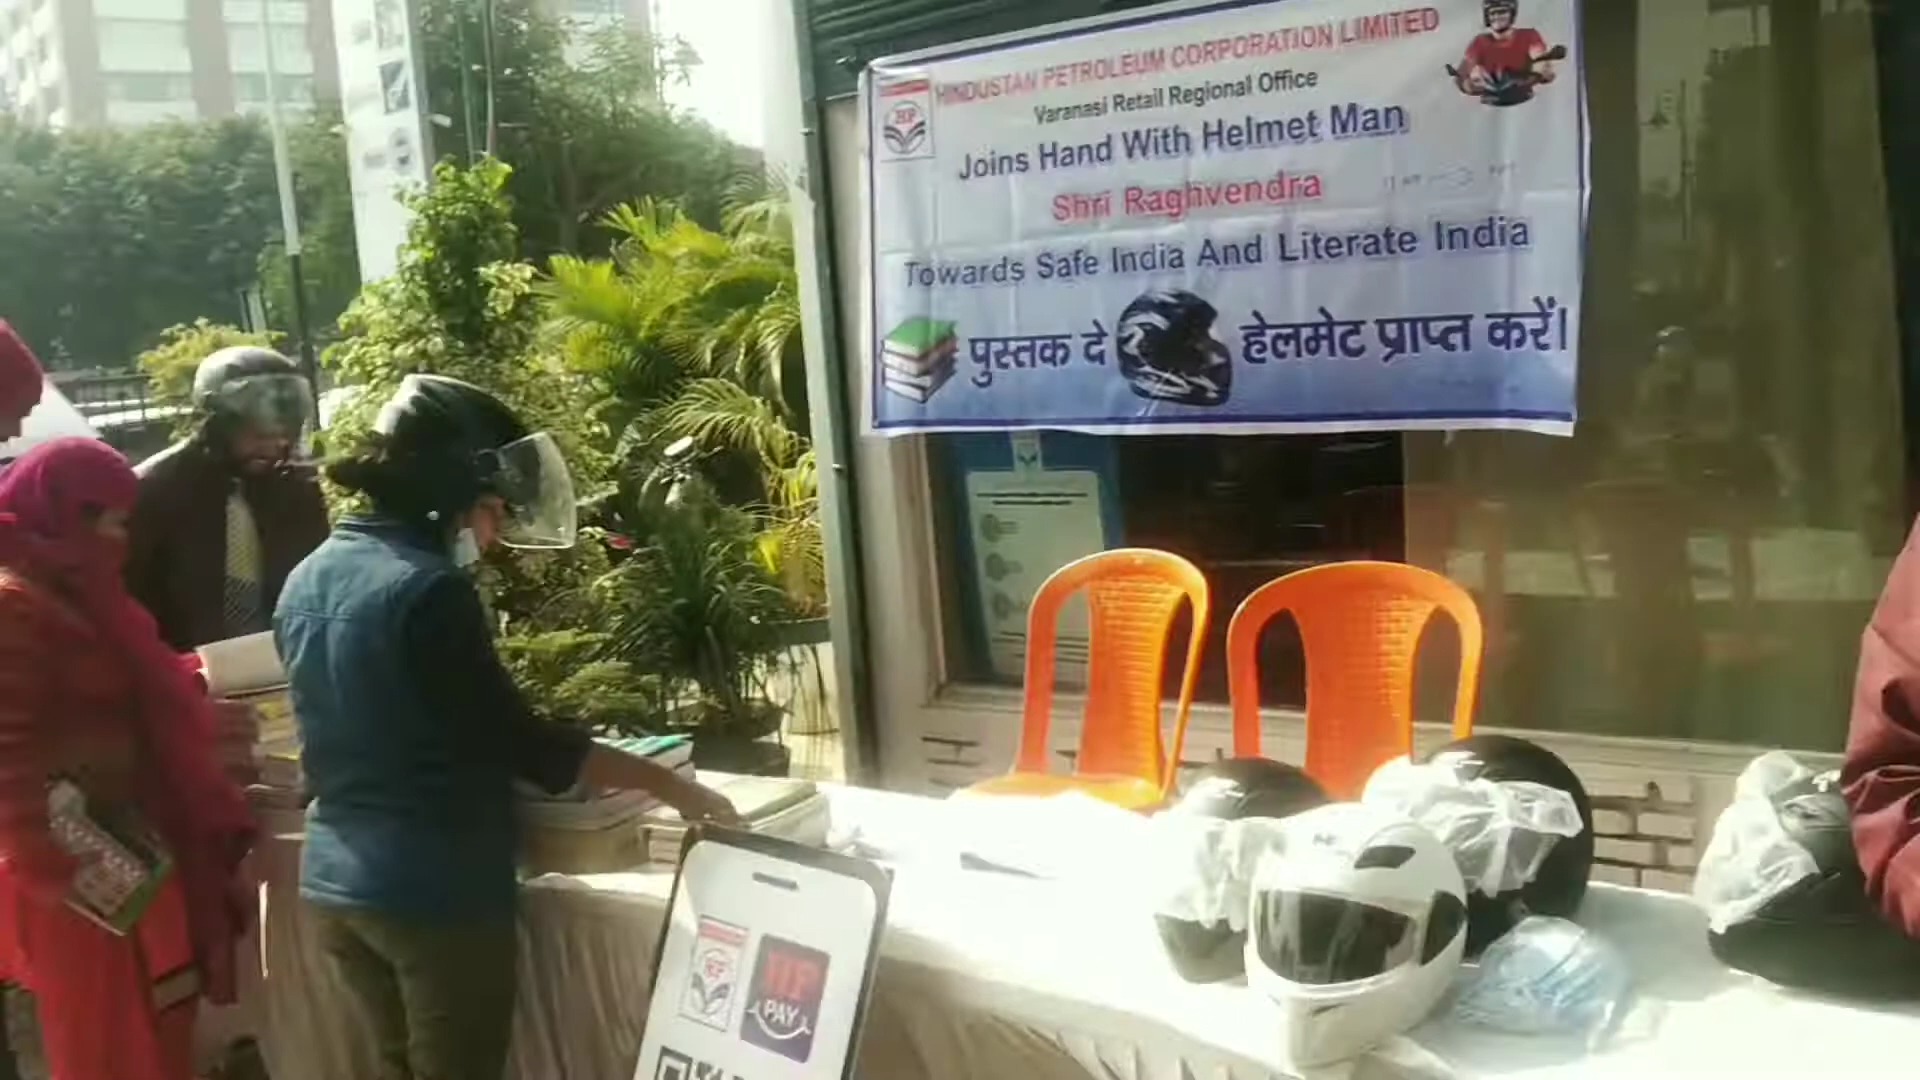 HINDUSTAN PETROLEUM CORPORATION LIMITED
Varanasi Retail Regional Office
Joins Hand With Helmet Man
Shri Raghvendra
Towards Safe India And Literate India
पुस्तक दे हेलमेट प्राप्त करें।
HP
HP
HP
PAY